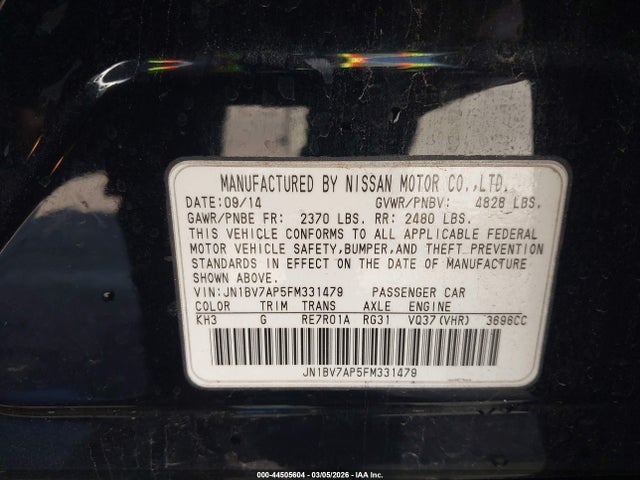 MANUFACTURED BY NISSAN MOTOR CO.,LTD.
DATE:09/14 GVWR/PNBV: 4828 LBS.
GAWR/PNBE FR: 2370 LBS. RR: 2480 LBS.
THIS VEHICLE CONFORMS TO ALL APPLICABLE FEDERAL
MOTOR VEHICLE SAFETY,BUMPER,AND THEFT PREVENTION
STANDARDS IN EFFECT ON THE DATE OF MANUFACTURE
SHOWN ABOVE.
VIN:JN1BV7AP5FM331479 PASSENGER CAR
COLOR TRIM TRANS AXLE ENGINE
KH3 G RE7R01A RG31 VQ37(VHR) 3696CC
JN1BV7AP5FM331479
000-44505604 - 03/05/2026 - IAA Inc.